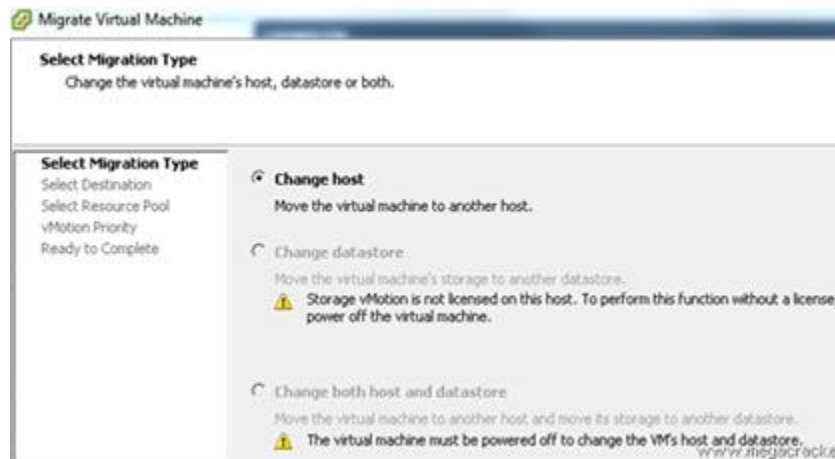 Migrate Virtual Machine
Select Migration Type
Change the virtual machine's host, datastore or both.
Select Migration Type
Select Destination
Select Resource Pool
vMotion Priority
Ready to Complete
Change host
Move the virtual machine to another host.
Change datastore
Move the virtual machine's storage to another datastore.
Storage vMotion is not licensed on this host. To perform this function without a license
power off the virtual machine.
Change both host and datastore
Move the virtual machine to another host and move its storage to another datastore.
The virtual machine must be powered off to change the VM's host and datastore.